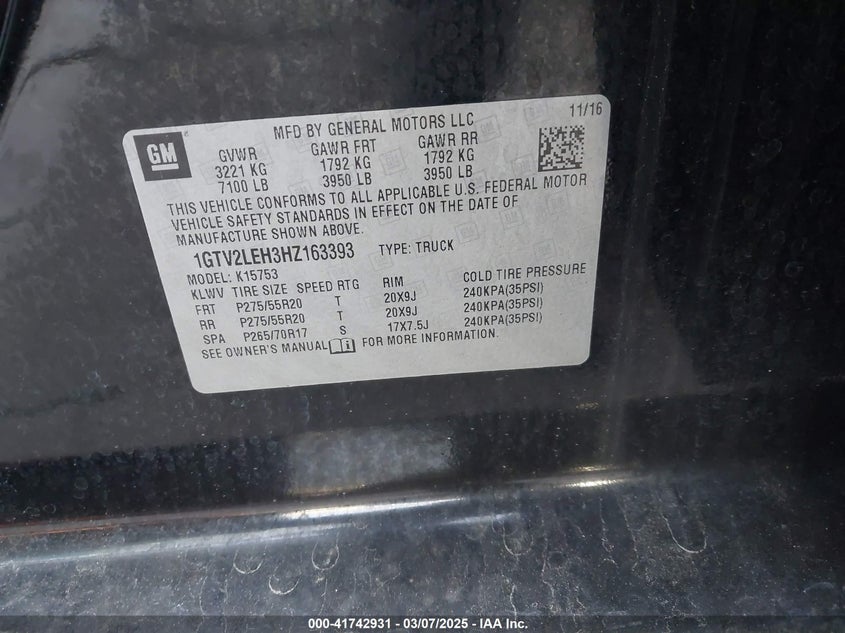 11/16
MFD BY GENERAL MOTORS LLC
GM
GVWR GAWR FRT GAWR RR
3221 KG 1792 KG 1792 KG
7100 LB 3950 LB 3950 LB
THIS VEHICLE CONFORMS TO ALL APPLICABLE U.S. FEDERAL MOTOR
VEHICLE SAFETY STANDARDS IN EFFECT ON THE DATE OF
MANUFACTURE SHOWN ABOVE.
1GTV2LEH3HZ163393 TYPE: TRUCK
MODEL: K15753
KLWV TIRE SIZE SPEED RTG RIM COLD TIRE PRESSURE
FRT P275/55R20 T 20X9J 240KPA(35PSI)
RR P275/55R20 T 20X9J 240KPA(35PSI)
SPA P265/70R17 S 17X7.5J 240KPA(35PSI)
SEE OWNER'S MANUAL FOR MORE INFORMATION.
000-41742931 - 03/07/2025 - IAA Inc.